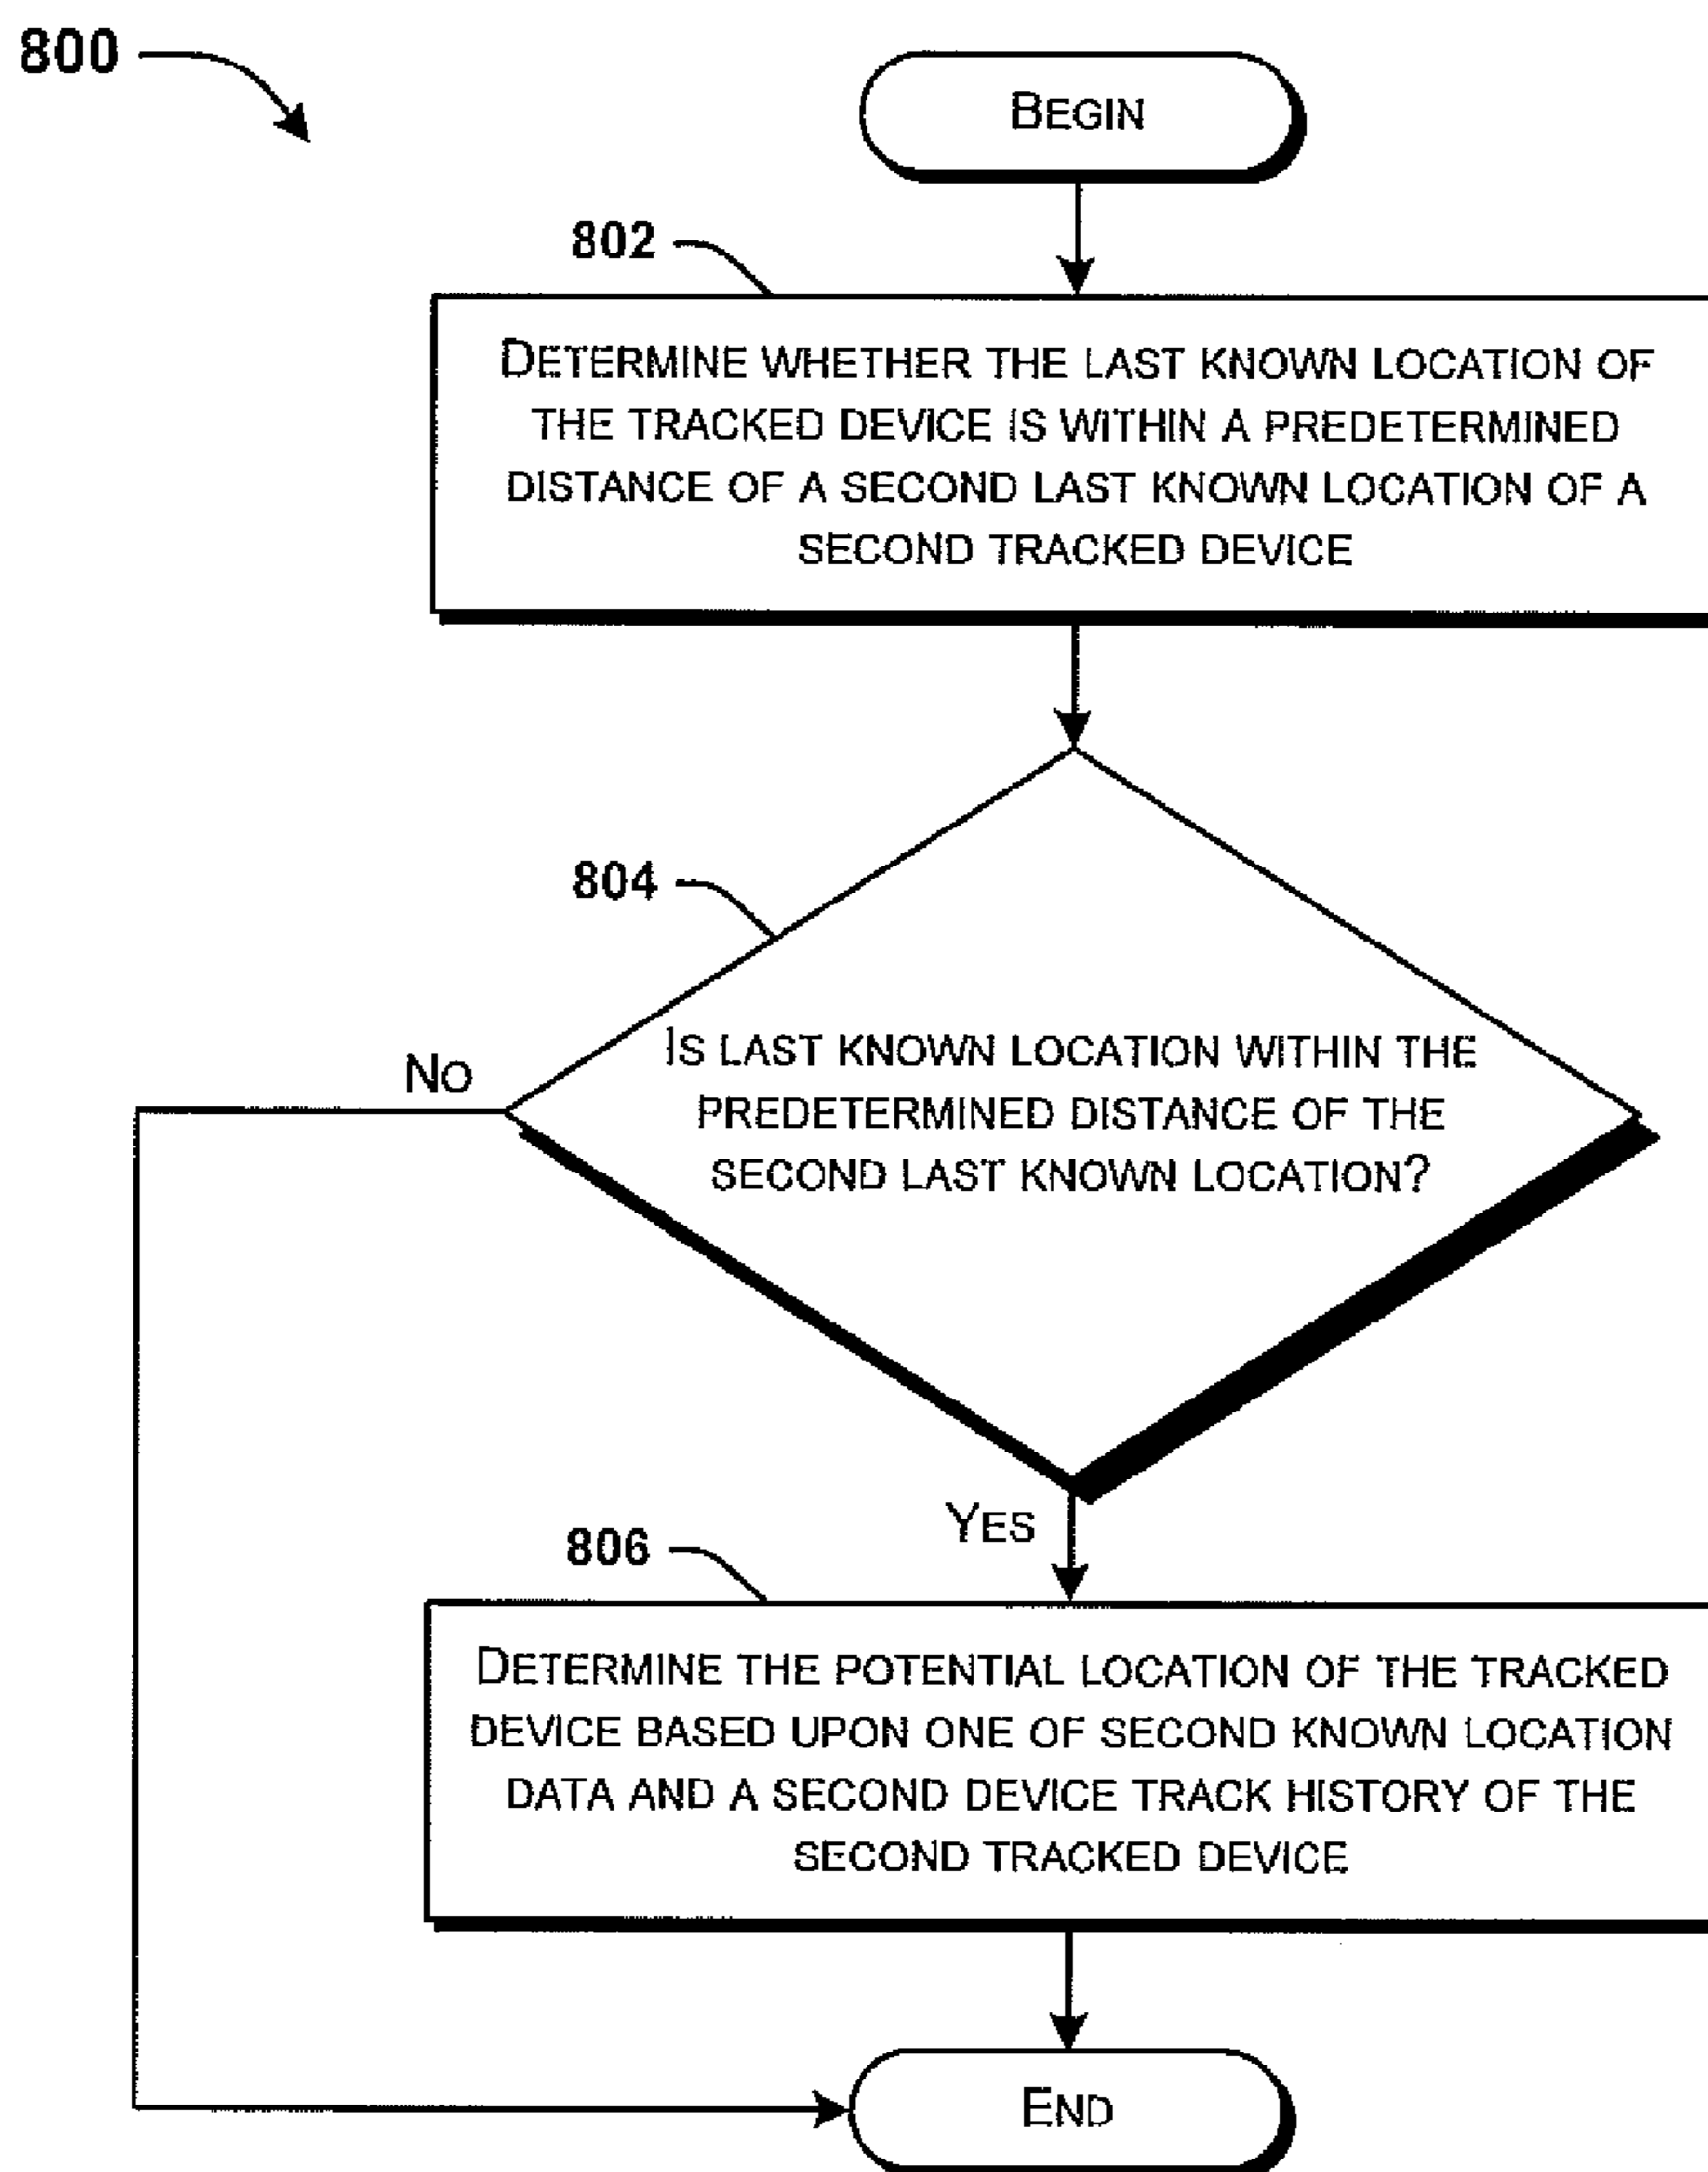 800
BEGIN
802
DETERMINE WHETHER THE LAST KNOWN LOCATION OF
THE TRACKED DEVICE IS WITHIN A PREDETERMINED
DISTANCE OF A SECOND LAST KNOWN LOCATION OF A
SECOND TRACKED DEVICE
804
IS LAST KNOWN LOCATION WITHIN THE
PREDETERMINED DISTANCE OF THE
SECOND LAST KNOWN LOCATION?
NO
YES
806
DETERMINE THE POTENTIAL LOCATION OF THE TRACKED
DEVICE BASED UPON ONE OF SECOND KNOWN LOCATION
DATA AND A SECOND DEVICE TRACK HISTORY OF THE
SECOND TRACKED DEVICE
END